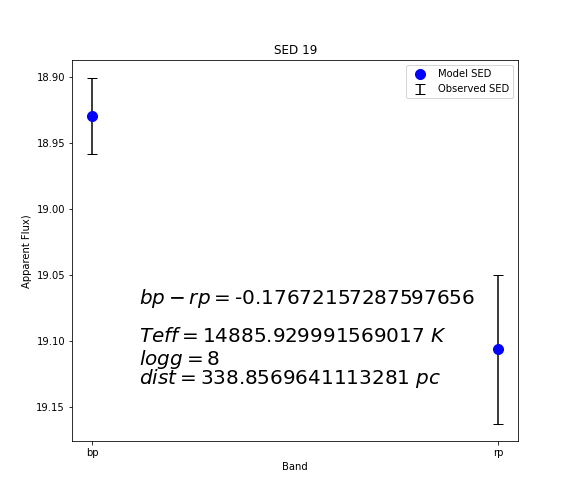 SED 19
18.90
18.95
19.00
19.05
19.10
19.15
Apparent Flux)
Model SED
Observed SED
bp − rp = -0.17672157287597656
Teff = 14885.929991569017 K
logg = 8
dist = 338.8569641113281 pc
bp
rp
Band